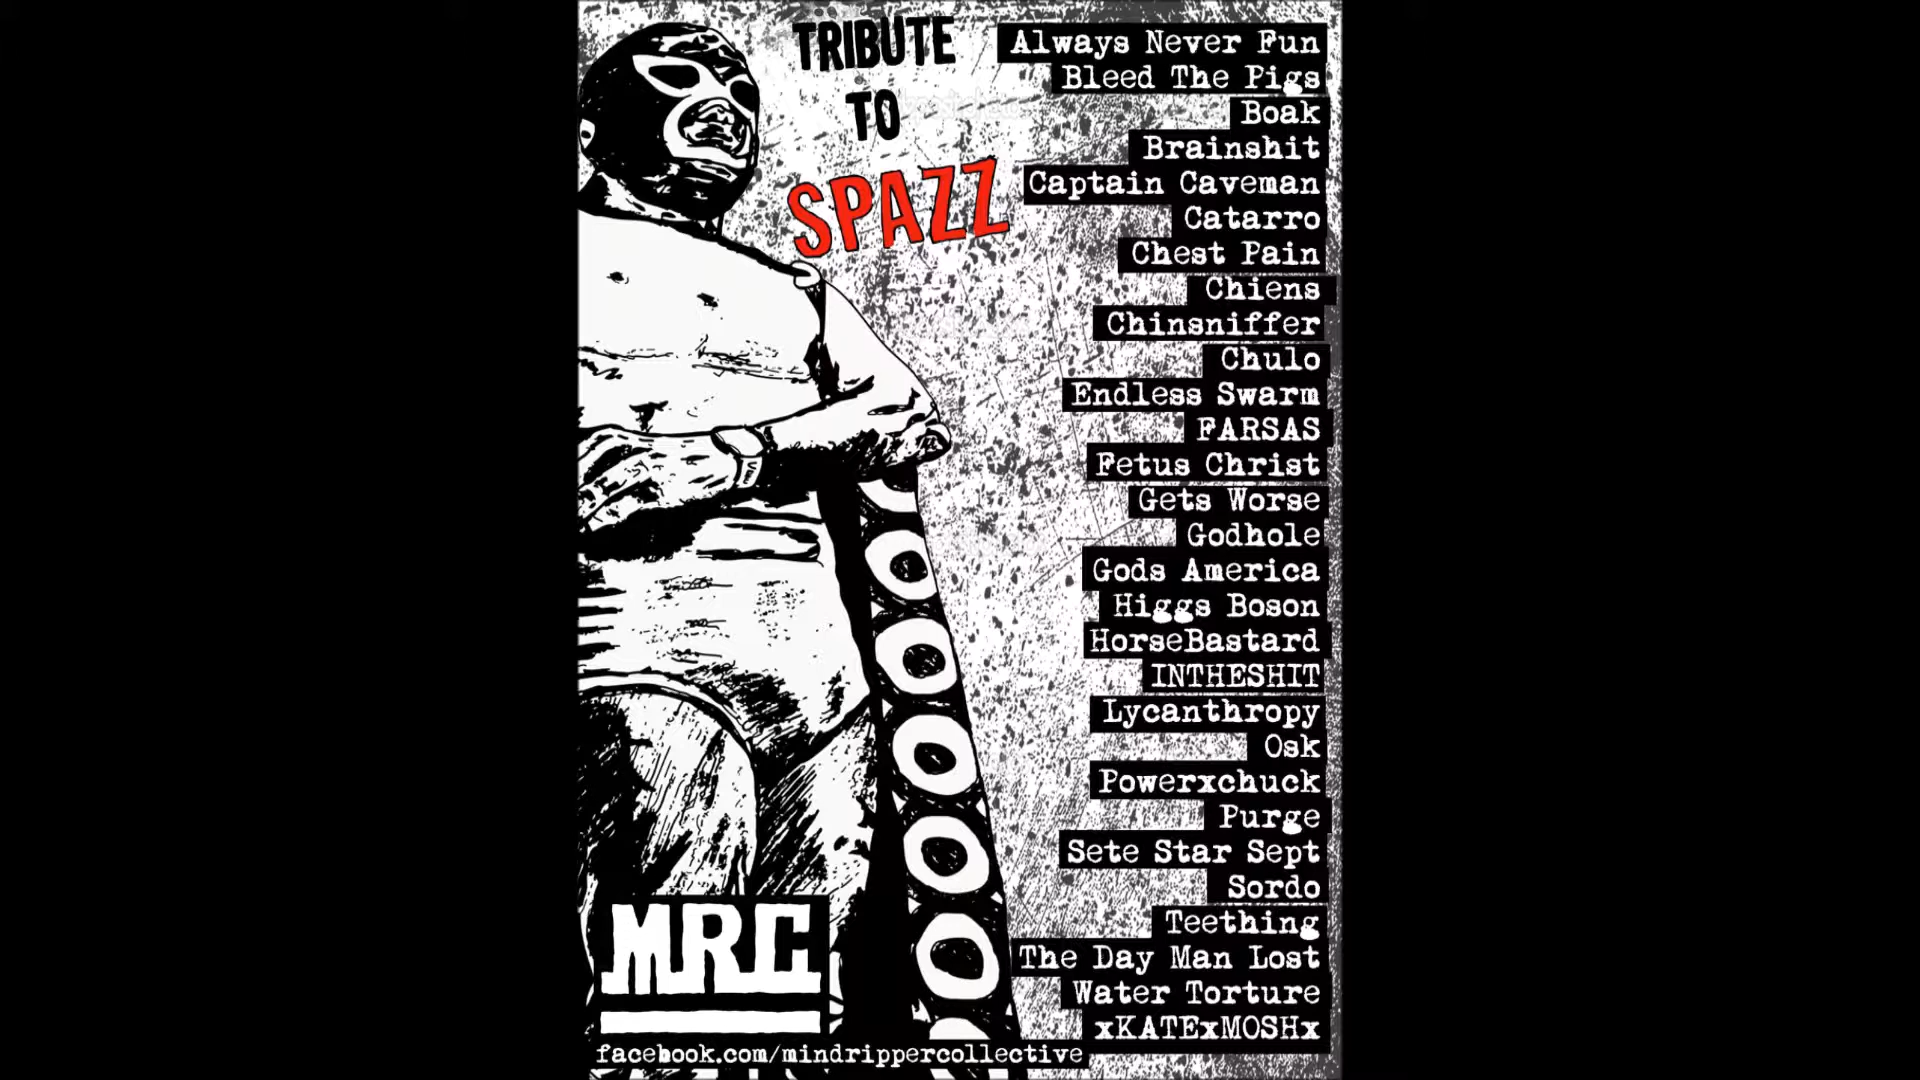 TRIBUTE
TO
SPAZZ
Always Never Fun
Bleed The Pigs
Boak
Brainshit
Captain Caveman
Catarro
Chest Pain
Chiens
Chinsniffer
Chulo
Endless Swarm
FARSAS
Fetus Christ
Gets Worse
Godhole
Gods America
Higgs Boson
HorseBastard
INTHESHIT
Lycanthropy
Osk
Powerxchuck
Purge
Sete Star Sept
Sordo
Teething
The Day Man Lost
Water Torture
xKATExMOSHx
MRC
facebook.com/mindrippercollective